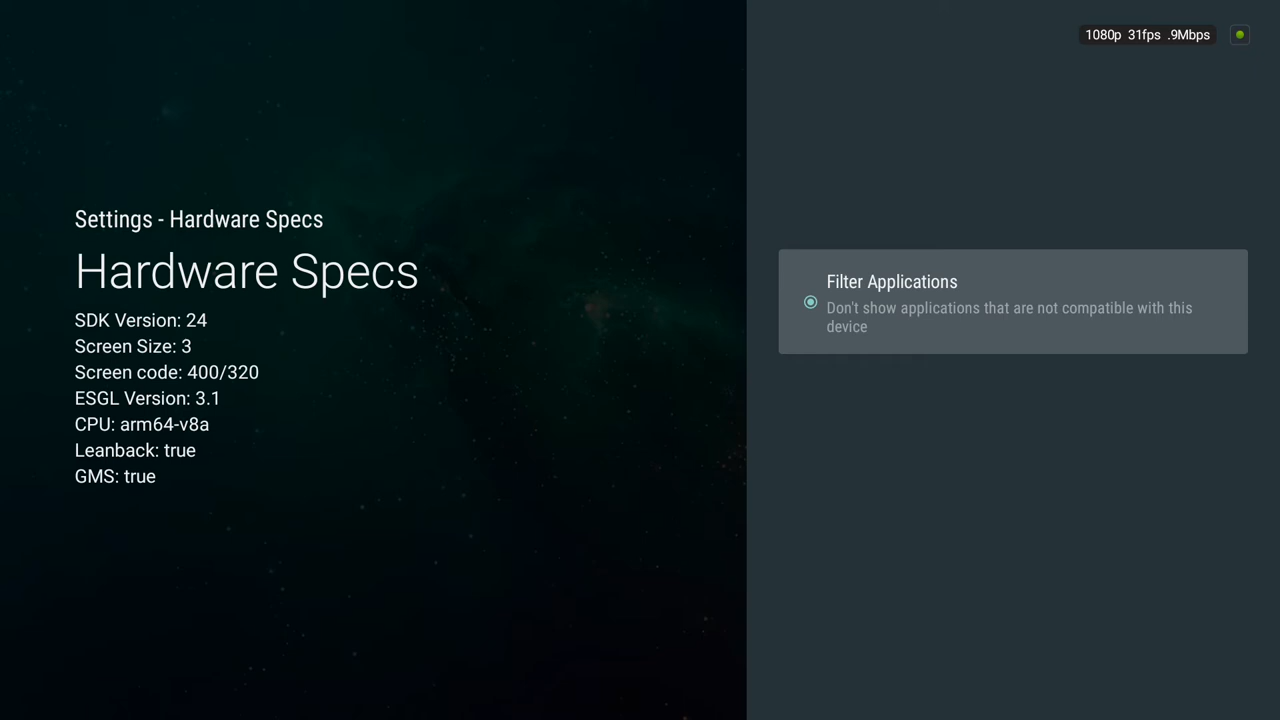 1080p 31fps .9Mbps
Settings - Hardware Specs
Hardware Specs
SDK Version: 24
Screen Size: 3
Screen code: 400/320
ESGL Version: 3.1
CPU: arm64-v8a
Leanback: true
GMS: true
Filter Applications
Don't show applications that are not compatible with this
device